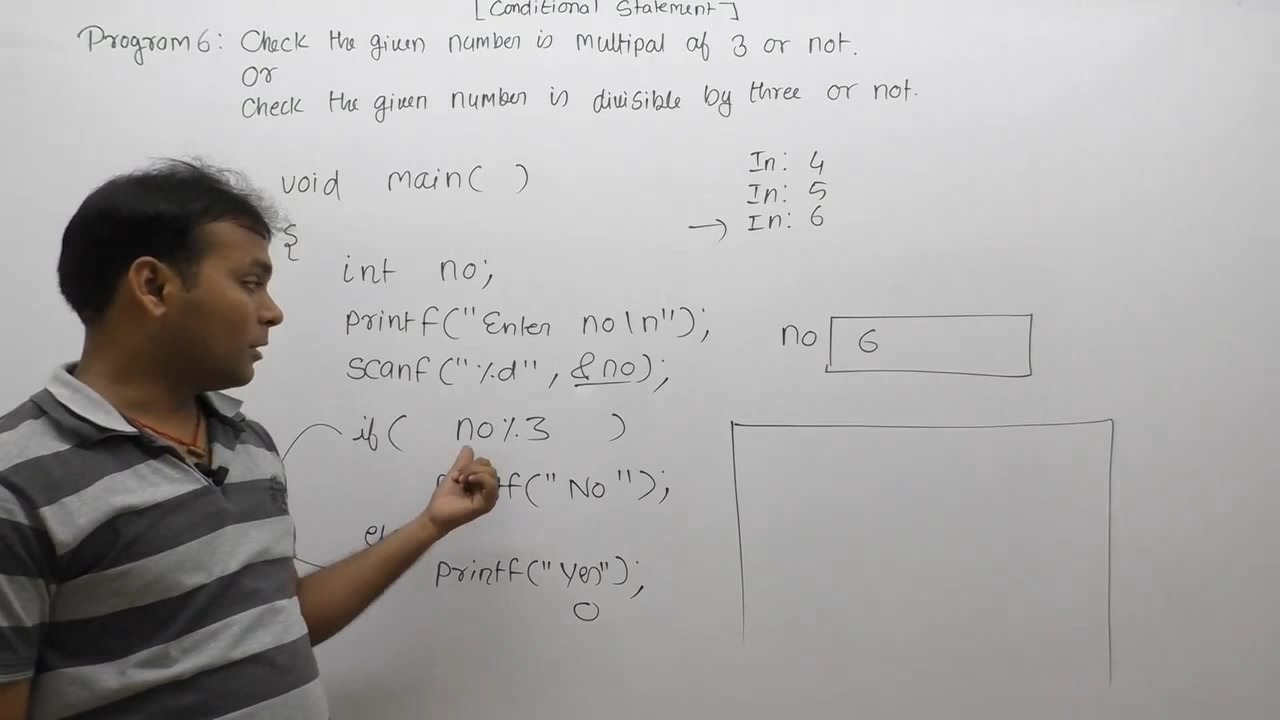 [Conditional Statement]
Program 6: Check the given number is multipal of 3 or not.
Or
Check the given number is divisible by three or not.
void main( )
{
int no;
printf("Enter no\n");
scanf("%d", &no);
if( no%3 )
f("No");
printf("Yes");
0
In: 4
In: 5
→ In: 6
no 6